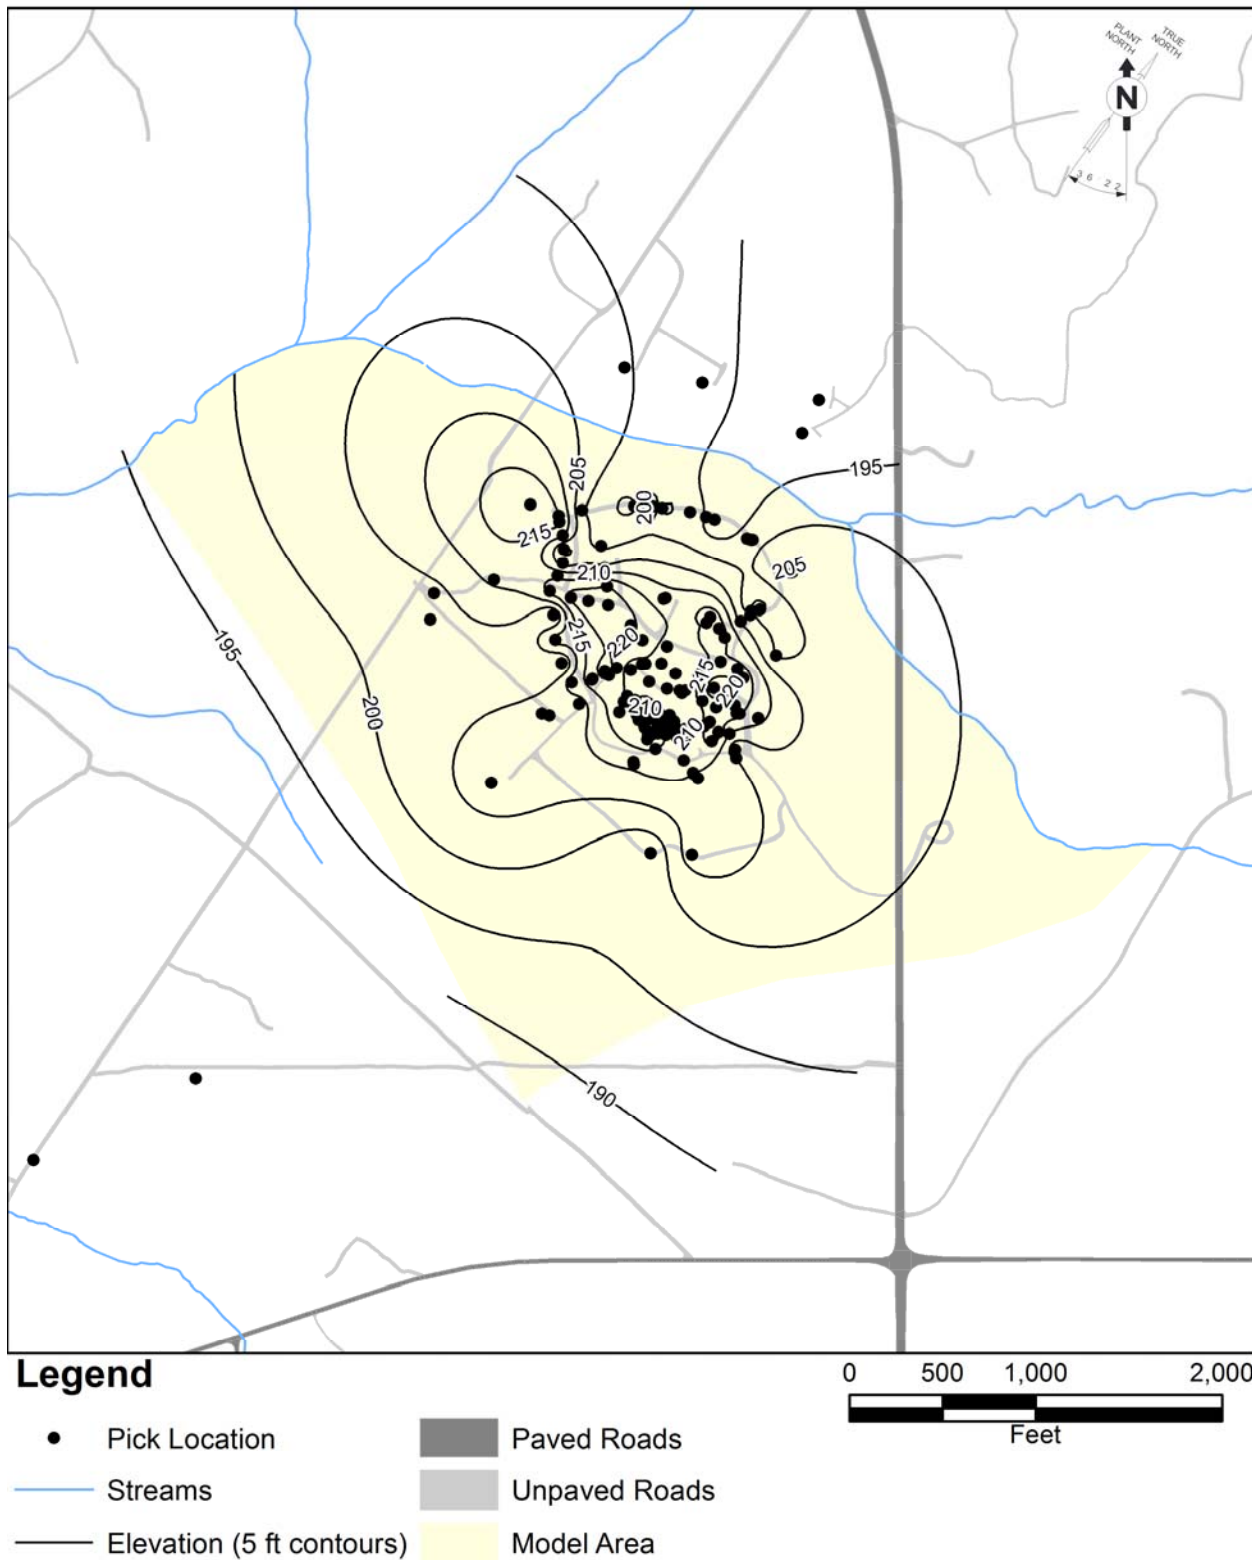 PLANT
NORTH
TRUE
NORTH
N
36 22
195
205
200
215
205
210
215
220
215
220
210
210
195
200
190
Legend
0 500 1,000 2,000
Feet
Pick Location
Paved Roads
Streams
Unpaved Roads
Elevation (5 ft contours)
Model Area